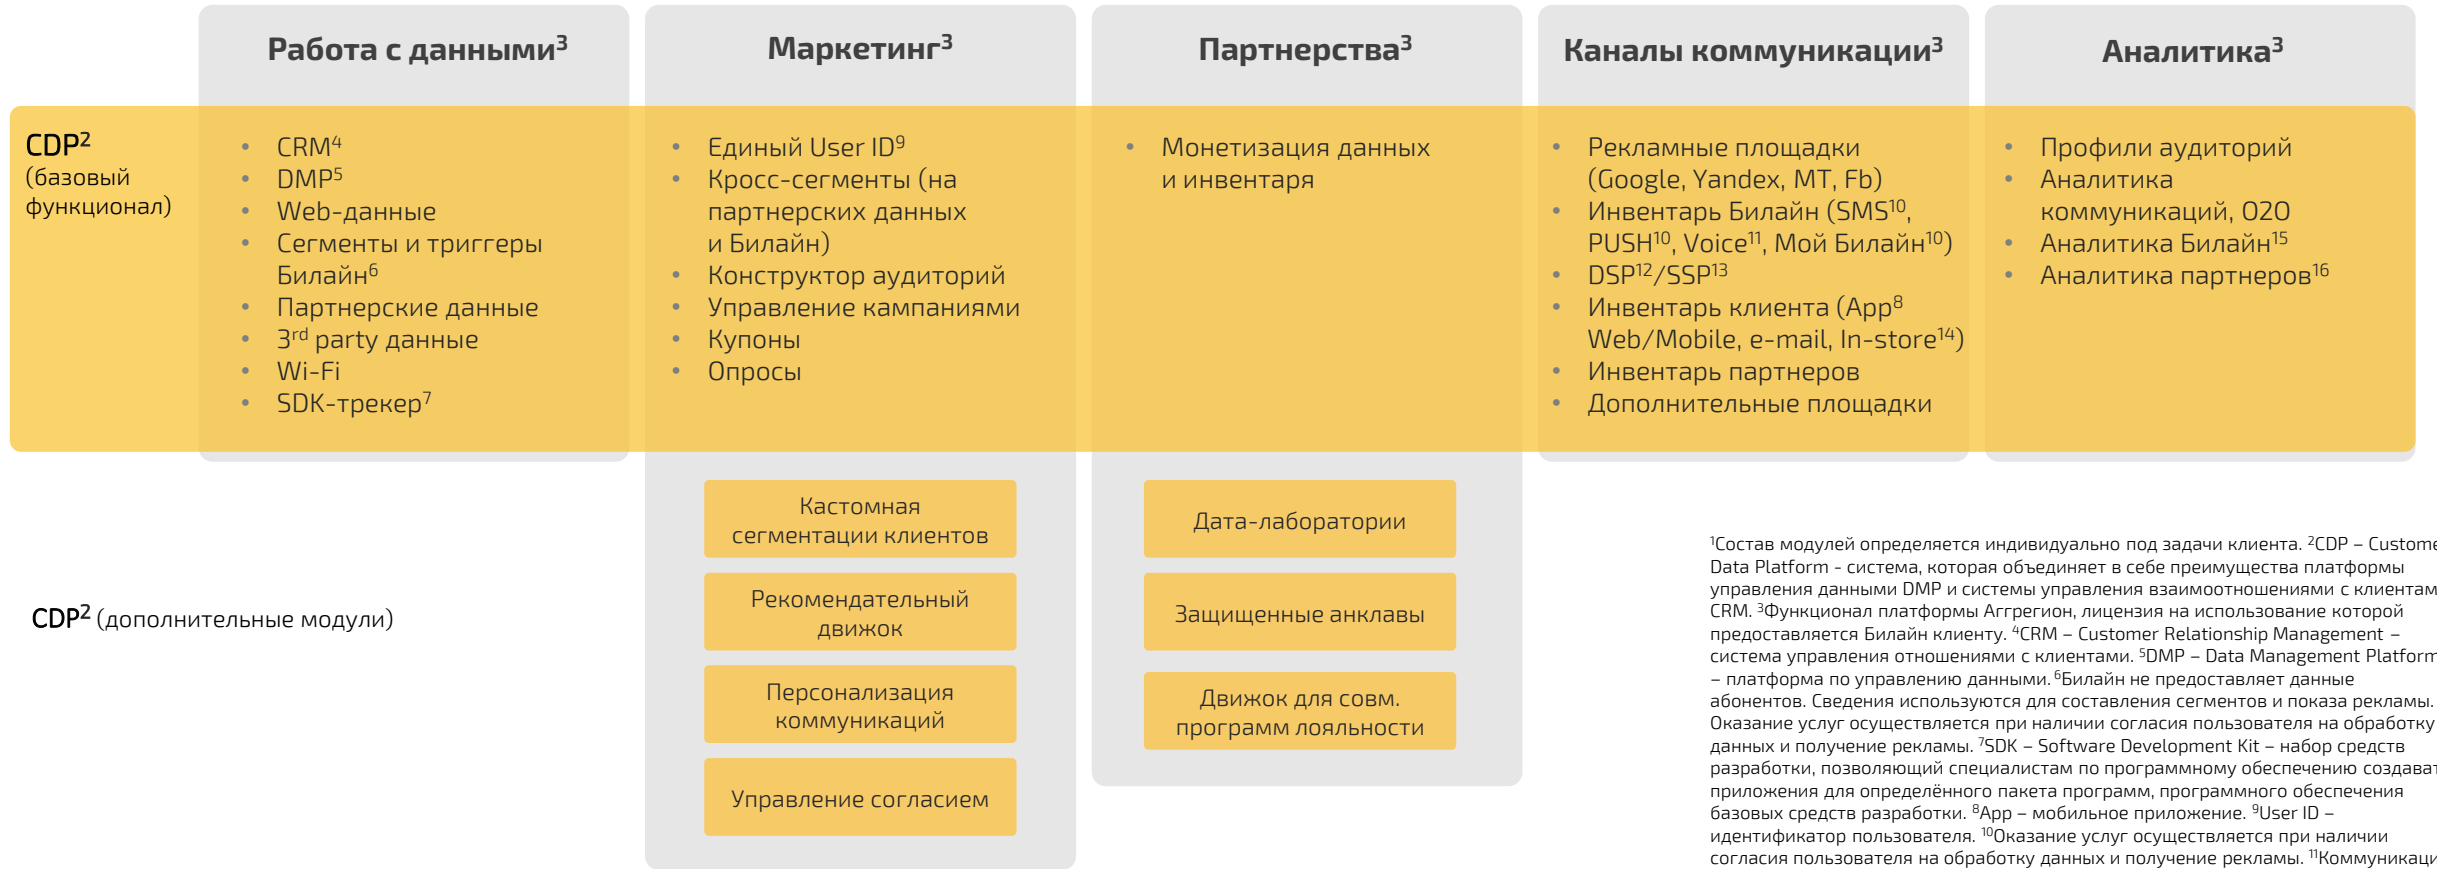 Работа с данными³
Маркетинг³
Партнерства³
Каналы коммуникации³
Аналитика³
CDP²
(базовый
функционал)
• CRM⁴
• DMP⁵
• Web-данные
• Сегменты и триггеры
Билайн⁶
• Партнерские данные
• 3ʳᵈ party данные
• Wi-Fi
• SDK-трекер⁷
• Единый User ID⁹
• Кросс-сегменты (на
партнерских данных
и Билайн)
• Конструктор аудиторий
• Управление кампаниями
• Купоны
• Опросы
• Монетизация данных
и инвентаря
• Рекламные площадки
(Google, Yandex, MT, Fb)
• Инвентарь Билайн (SMS¹⁰,
PUSH¹⁰, Voice¹¹, Мой Билайн¹⁰)
• DSP¹²/SSP¹³
• Инвентарь клиента (App⁸
Web/Mobile, e-mail, In-store¹⁴)
• Инвентарь партнеров
• Дополнительные площадки
• Профили аудиторий
• Аналитика
коммуникаций, O2O
• Аналитика Билайн¹⁵
• Аналитика партнеров¹⁶
CDP² (дополнительные модули)
Кастомная
сегментации клиентов
Рекомендательный
движок
Персонализация
коммуникаций
Управление согласием
Дата-лаборатории
Защищенные анклавы
Движок для совм.
программ лояльности
¹Состав модулей определяется индивидуально под задачи клиента. ²CDP – Custome
Data Platform - система, которая объединяет в себе преимущества платформы
управления данными DMP и системы управления взаимоотношениями с клиентам
CRM. ³Функционал платформы Аггрегион, лицензия на использование которой
предоставляется Билайн клиенту. ⁴CRM – Customer Relationship Management –
система управления отношениями с клиентами. ⁵DMP – Data Management Platform
– платформа по управлению данными. ⁶Билайн не предоставляет данные
абонентов. Сведения используются для составления сегментов и показа рекламы.
Оказание услуг осуществляется при наличии согласия пользователя на обработку
данных и получение рекламы. ⁷SDK – Software Development Kit – набор средств
разработки, позволяющий специалистам по программному обеспечению создават
приложения для определённого пакета программ, программного обеспечения
базовых средств разработки. ⁸App – мобильное приложение. ⁹User ID –
идентификатор пользователя. ¹⁰Оказание услуг осуществляется при наличии
согласия пользователя на обработку данных и получение рекламы. ¹¹Коммуникаци